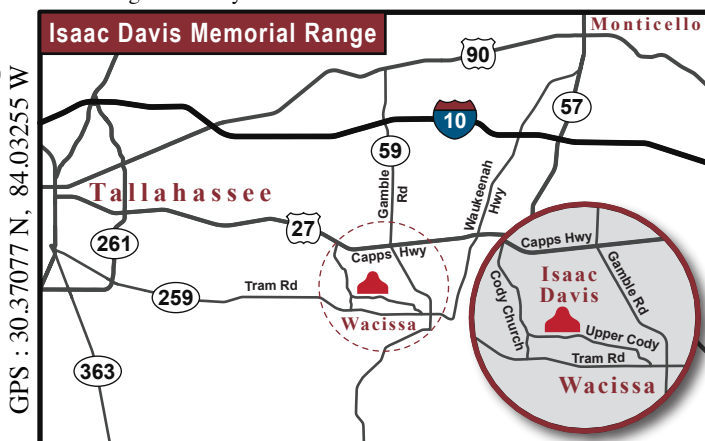 Isaac Davis Memorial Range
Monticello
90
57
10
59
Gamble
Rd
Waukeenah
Hwy
Tallahassee
27
261
Capps Hwy
259
Tram Rd
Wacissa
363
Capps Hwy
Isaac
Davis
Gamble Rd
Cody Church
Upper Cody
Tram Rd
Wacissa
GPS : 30.37077 N, 84.03255 W